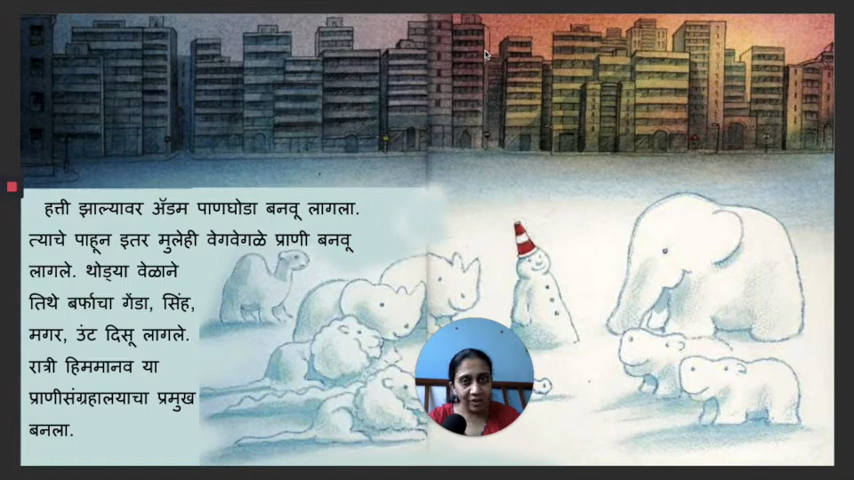 हत्ती झाल्यावर ॲडम पाणघोडा बनवू लागला.
त्याचे पाहून इतर मुलेही वेगवेगळे प्राणी बनवू
लागले. थोड्या वेळाने
तिथे बर्फाचा गेंडा, सिंह,
मगर, उंट दिसू लागले.
रात्री हिममानव या
प्राणीसंग्रहालयाचा प्रमुख
बनला.